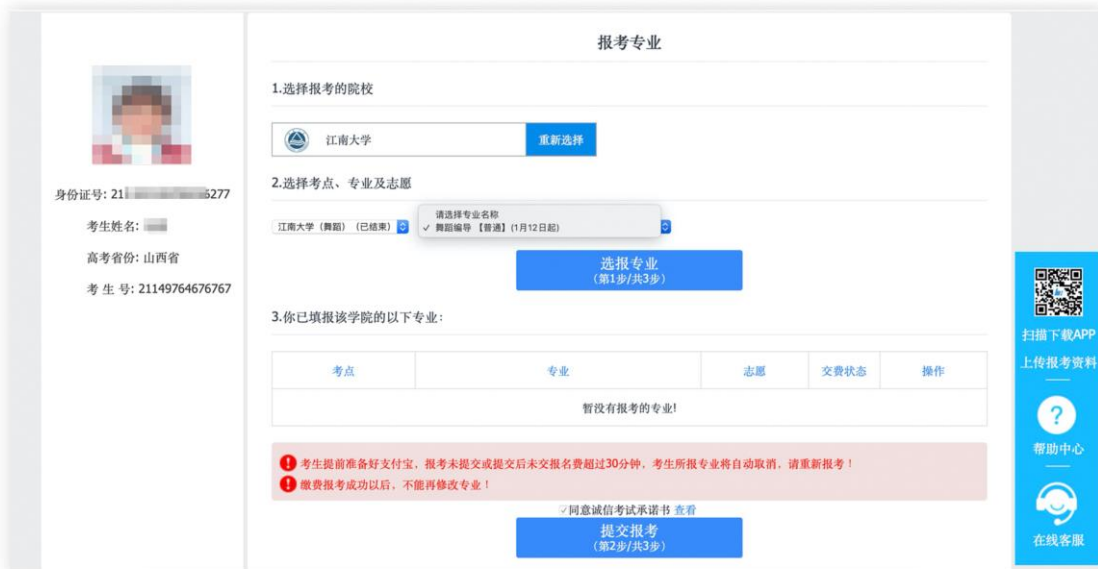 报考专业
1.选择报考的院校
江南大学
重新选择
2.选择考点、专业及志愿
江南大学（舞蹈）（已结束）
请选择专业名称
✓ 舞蹈编导 【普通】(1月12日起)
选报专业
(第1步/共3步)
3.你已填报该学院的以下专业：
考点 专业 志愿 交费状态 操作
暂没有报考的专业!
考生提前准备好支付宝，报考未提交或提交后未交报名费超过30分钟，考生所报专业将自动取消，请重新报考！
缴费报考成功以后，不能再修改专业！
同意诚信考试承诺书 查看
提交报考
(第2步/共3步)
身份证号: 21 6277
考生姓名:
高考省份: 山西省
考 生 号: 21149764676767
扫描下载APP
上传报考资料
?
帮助中心
在线客服